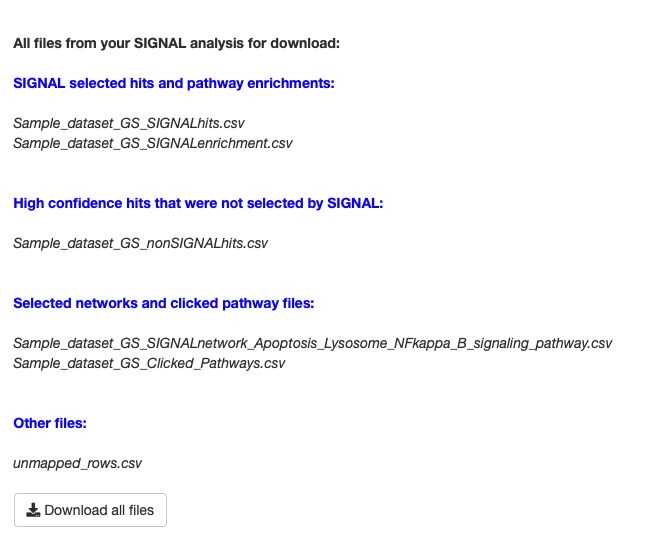 All files from your SIGNAL analysis for download:
SIGNAL selected hits and pathway enrichments:
Sample_dataset_GS_SIGNALhits.csv
Sample_dataset_GS_SIGNALenrichment.csv
High confidence hits that were not selected by SIGNAL:
Sample_dataset_GS_nonSIGNALhits.csv
Selected networks and clicked pathway files:
Sample_dataset_GS_SIGNALnetwork_Apoptosis_Lysosome_NFkappa_B_signaling_pathway.csv
Sample_dataset_GS_Clicked_Pathways.csv
Other files:
unmapped_rows.csv
Download all files